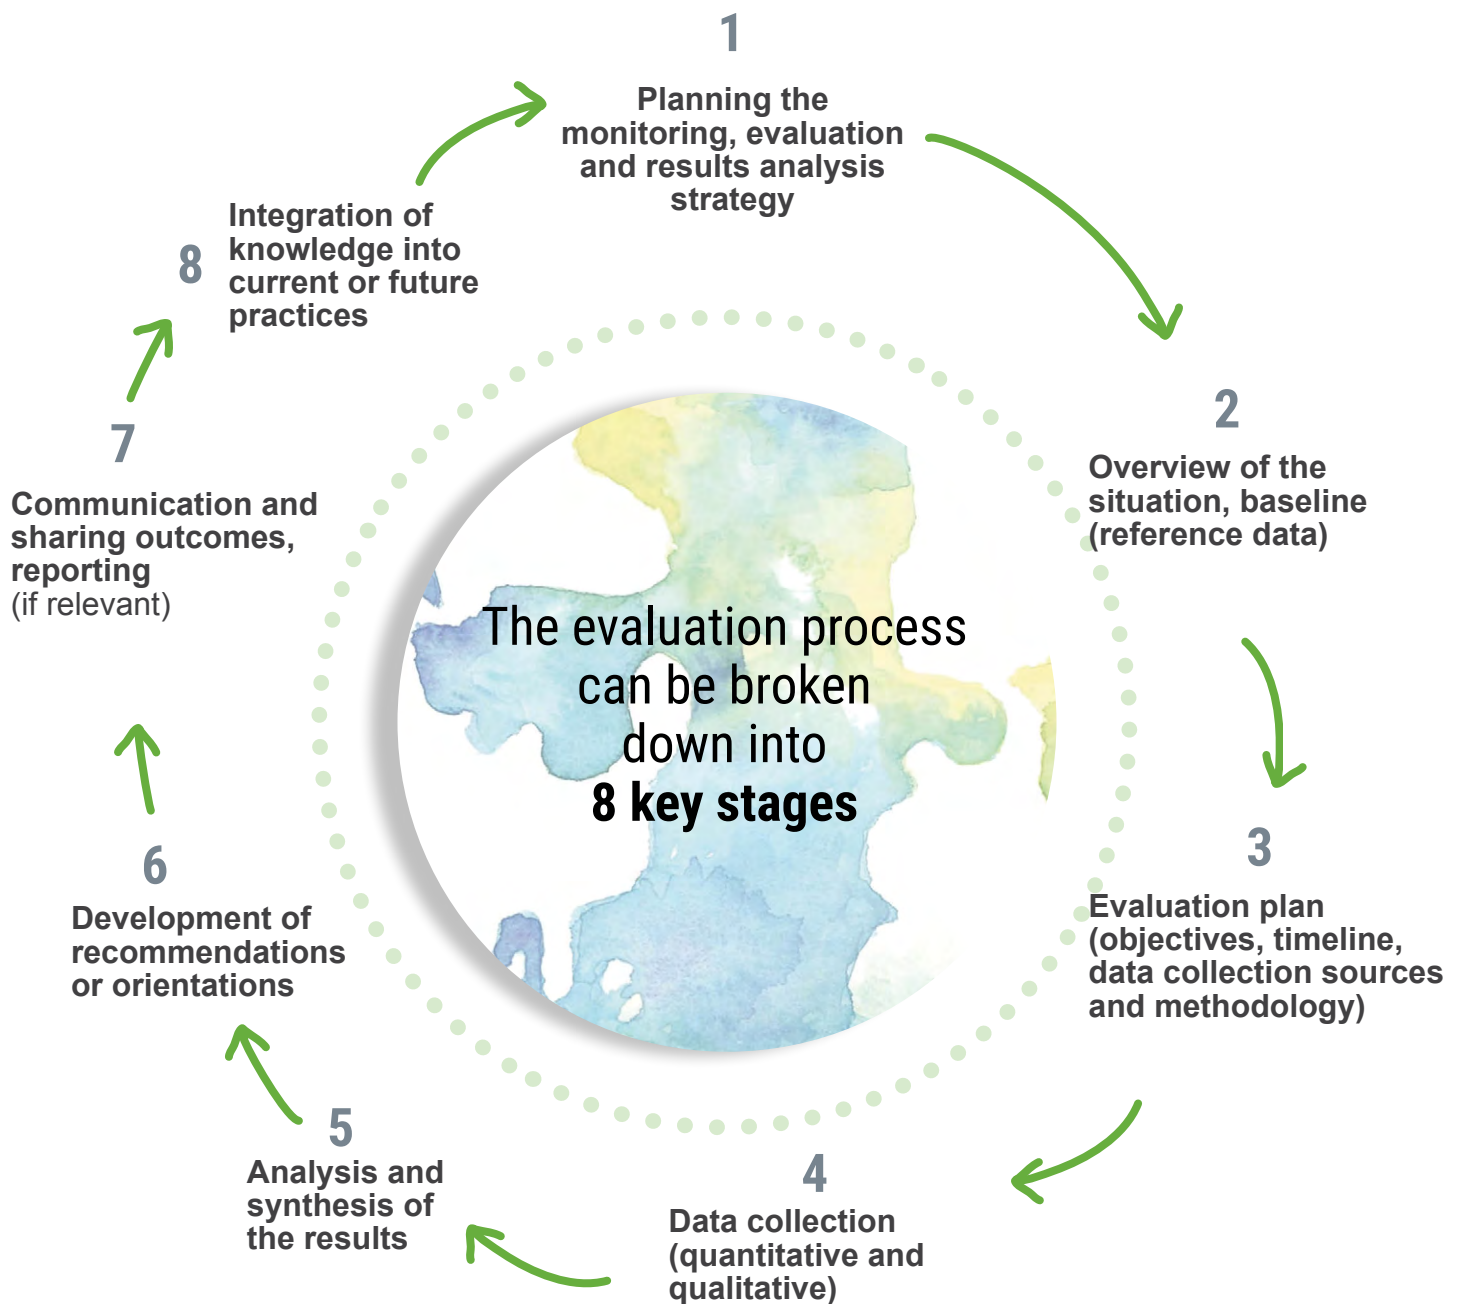 1
Planning the
monitoring, evaluation
and results analysis
strategy
2
Overview of the
situation, baseline
(reference data)
3
Evaluation plan
(objectives, timeline,
data collection sources
and methodology)
4
Data collection
(quantitative and
qualitative)
5
Analysis and
synthesis of
the results
6
Development of
recommendations
or orientations
7
Communication and
sharing outcomes,
reporting
(if relevant)
8
Integration of
knowledge into
current or future
practices
The evaluation process
can be broken
down into
8 key stages